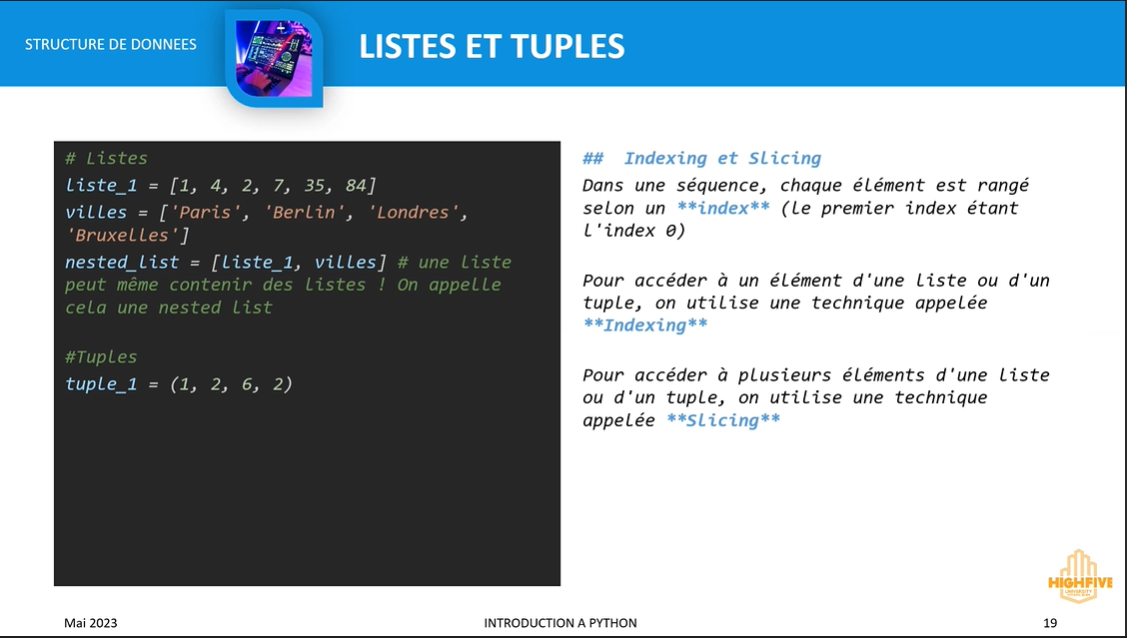 STRUCTURE DE DONNEES
LISTES ET TUPLES
# Listes
liste_1 = [1, 4, 2, 7, 35, 84]
villes = ['Paris', 'Berlin', 'Londres',
'Bruxelles']
nested_list = [liste_1, villes] # une liste
peut même contenir des listes ! On appelle
cela une nested list
#Tuples
tuple_1 = (1, 2, 6, 2)
## Indexing et Slicing
Dans une séquence, chaque élément est rangé
selon un **index** (le premier index étant
l'index 0)
Pour accéder à un élément d'une liste ou d'un
tuple, on utilise une technique appelée
**Indexing**
Pour accéder à plusieurs éléments d'une liste
ou d'un tuple, on utilise une technique
appelée **Slicing**
HIGHFIVE
UNIVERSITY
Mai 2023
INTRODUCTION A PYTHON
19